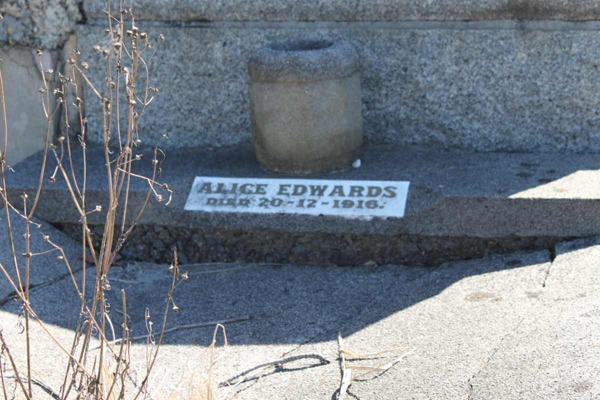 ALICE EDWARDS
DIED 20-12-1916.